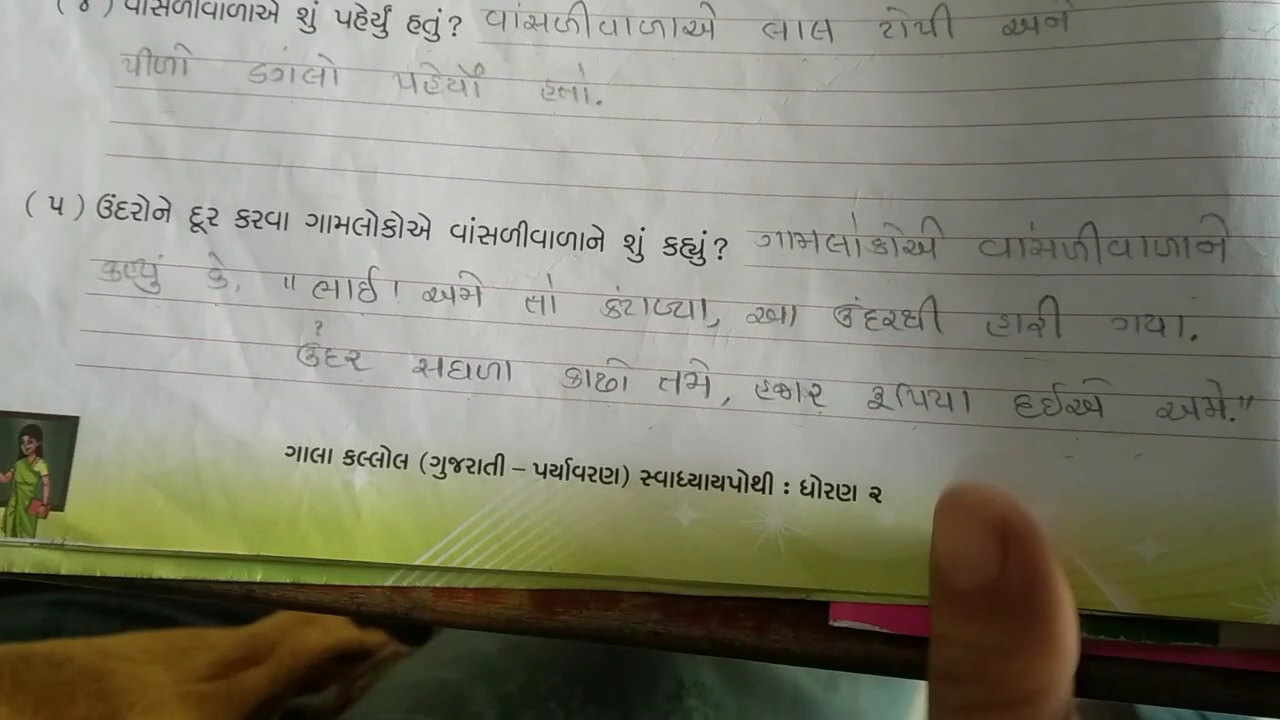 (૪) વાંસળીવાળાએ શું પહેર્યું હતું? વાંસળીવાળાએ લાલ ટોપી અને
પીળો ડગલો પહેર્યો હતો.
(૫) ઉંદરોને દૂર કરવા ગામલોકોએ વાંસળીવાળાને શું કહ્યું? ગામલોકોએ વાંસળીવાળાને
કહ્યું કે, "ભાઈ! અમે તો કંટાળ્યા, આ ઉંદરથી હારી ગયા.
?
ઉંદર સઘળા કાઢો તમે, હજાર રૂપિયા દઈએ અમે."
ગાલા કલ્લોલ (ગુજરાતી – પર્યાવરણ) સ્વાધ્યાયપોથી : ધોરણ ૨